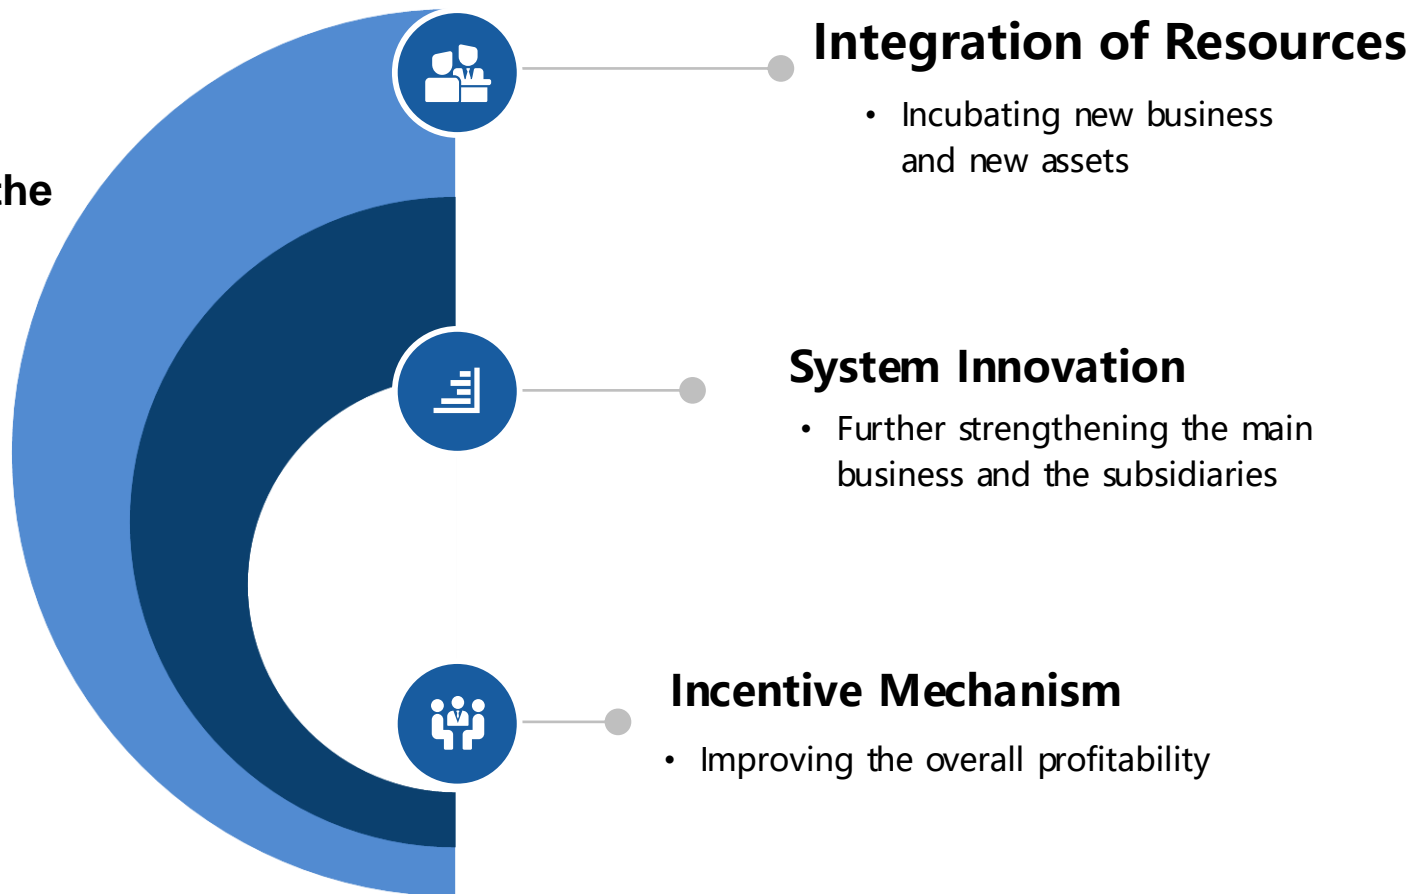 the
Integration of Resources
• Incubating new business
and new assets
System Innovation
• Further strengthening the main
business and the subsidiaries
Incentive Mechanism
• Improving the overall profitability